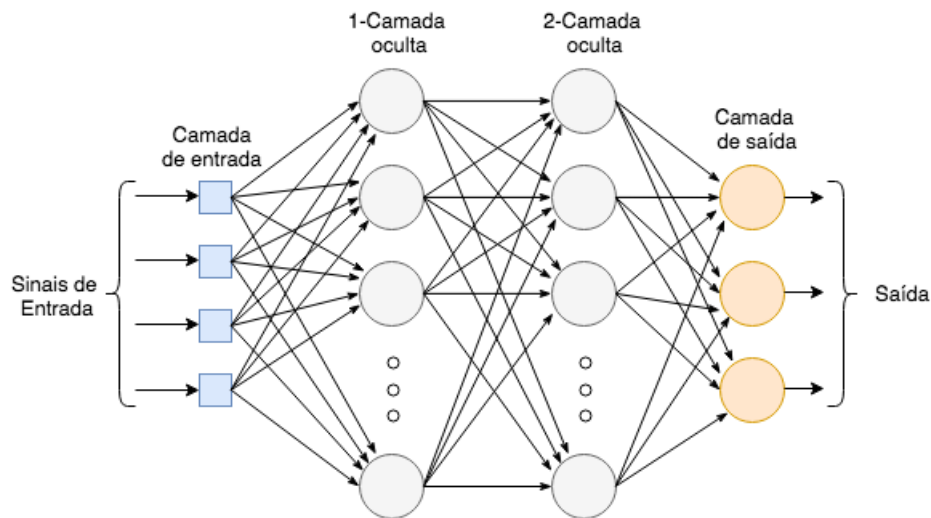 1-Camada
oculta
2-Camada
oculta
Camada
de entrada
Camada
de saída
Sinais de
Entrada
Saída